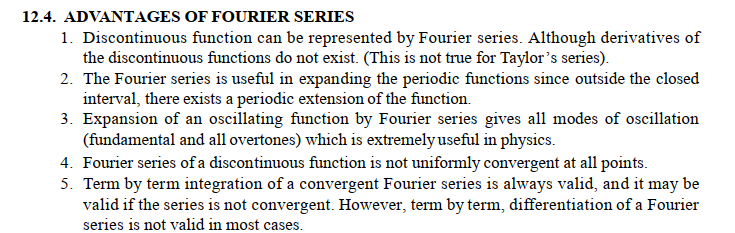 12.4. ADVANTAGES OF FOURIER SERIES
1. Discontinuous function can be represented by Fourier series. Although derivatives of
the discontinuous functions do not exist. (This is not true for Taylor’s series).
2. The Fourier series is useful in expanding the periodic functions since outside the closed
interval, there exists a periodic extension of the function.
3. Expansion of an oscillating function by Fourier series gives all modes of oscillation
(fundamental and all overtones) which is extremely useful in physics.
4. Fourier series of a discontinuous function is not uniformly convergent at all points.
5. Term by term integration of a convergent Fourier series is always valid, and it may be
valid if the series is not convergent. However, term by term, differentiation of a Fourier
series is not valid in most cases.